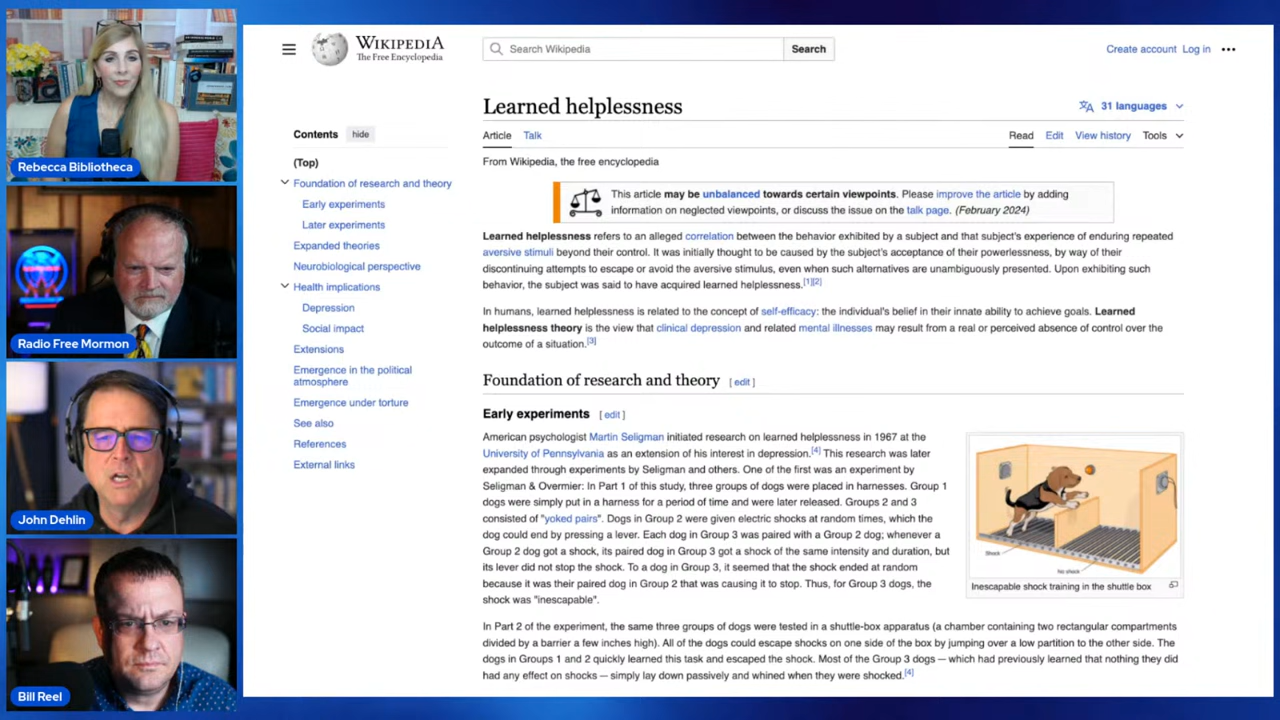 Rebecca Bibliotheca
Radio Free Mormon
John Dehlin
Bill Reel
WIKIPEDIA
The Free Encyclopedia
Search Wikipedia
Search
Create account Log in
Learned helplessness
31 languages
Article Talk
Read Edit View history Tools
From Wikipedia, the free encyclopedia
Contents hide
(Top)
Foundation of research and theory
Early experiments
Later experiments
Expanded theories
Neurobiological perspective
Health implications
Depression
Social impact
Extensions
Emergence in the political
atmosphere
Emergence under torture
See also
References
External links
This article may be unbalanced towards certain viewpoints. Please improve the article by adding
information on neglected viewpoints, or discuss the issue on the talk page. (February 2024)
Learned helplessness refers to an alleged correlation between the behavior exhibited by a subject and that subject's experience of enduring repeated
aversive stimuli beyond their control. It was initially thought to be caused by the subject's acceptance of their powerlessness, by way of their
discontinuing attempts to escape or avoid the aversive stimulus, even when such alternatives are unambiguously presented. Upon exhibiting such
behavior, the subject was said to have acquired learned helplessness.[1][2]
In humans, learned helplessness is related to the concept of self-efficacy: the individual's belief in their innate ability to achieve goals. Learned
helplessness theory is the view that clinical depression and related mental illnesses may result from a real or perceived absence of control over the
outcome of a situation.[3]
Foundation of research and theory [ edit ]
Early experiments [ edit ]
American psychologist Martin Seligman initiated research on learned helplessness in 1967 at the
University of Pennsylvania as an extension of his interest in depression.[4] This research was later
expanded through experiments by Seligman and others. One of the first was an experiment by
Seligman & Overmier: In Part 1 of this study, three groups of dogs were placed in harnesses. Group 1
dogs were simply put in a harness for a period of time and were later released. Groups 2 and 3
consisted of "yoked pairs". Dogs in Group 2 were given electric shocks at random times, which the
dog could end by pressing a lever. Each dog in Group 3 was paired with a Group 2 dog; whenever a
Group 2 dog got a shock, its paired dog in Group 3 got a shock of the same intensity and duration, but
its lever did not stop the shock. To a dog in Group 3, it seemed that the shock ended at random
because it was their paired dog in Group 2 that was causing it to stop. Thus, for Group 3 dogs, the
shock was "inescapable".
Shock
No shock
Inescapable shock training in the shuttle box
In Part 2 of the experiment, the same three groups of dogs were tested in a shuttle-box apparatus (a chamber containing two rectangular compartments
divided by a barrier a few inches high). All of the dogs could escape shocks on one side of the box by jumping over a low partition to the other side. The
dogs in Groups 1 and 2 quickly learned this task and escaped the shock. Most of the Group 3 dogs — which had previously learned that nothing they did
had any effect on shocks — simply lay down passively and whined when they were shocked.[4]